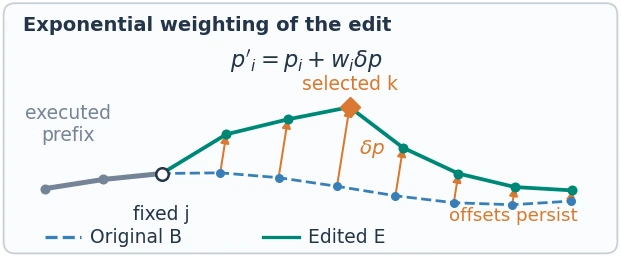 Exponential weighting of the edit
p'ᵢ = pᵢ + wᵢδp
selected k
executed
prefix
δp
fixed j
offsets persist
Original B
Edited E